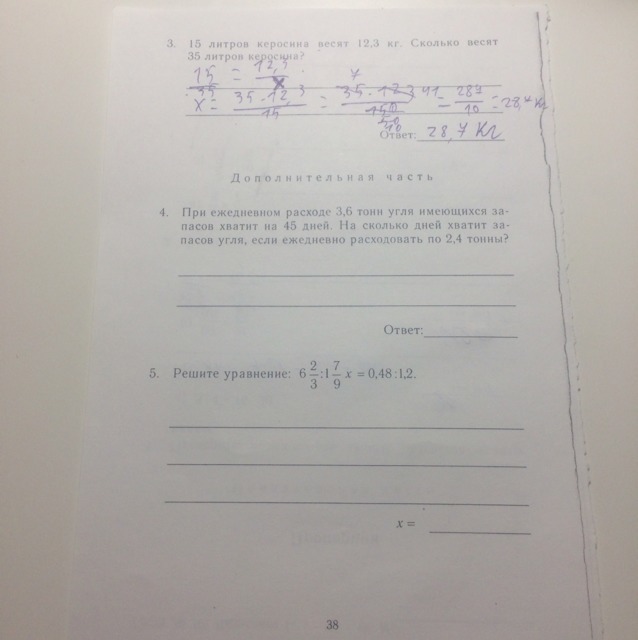 3. 15 литров керосина весят 12,3 кг. Сколько весят
35 литров керосина?
15/35 = 12,3/x
x = 35·12,3/15 = 35·123/150 = 287/10 = 28,7 кг
Ответ: 28,7 кг
Дополнительная часть
4. При ежедневном расходе 3,6 тонн угля имеющихся за-
пасов хватит на 45 дней. На сколько дней хватит за-
пасов угля, если ежедневно расходовать по 2,4 тонны?
Ответ:
5. Решите уравнение: 6 2/3 : 1 7/9 x = 0,48 : 1,2.
x =
38